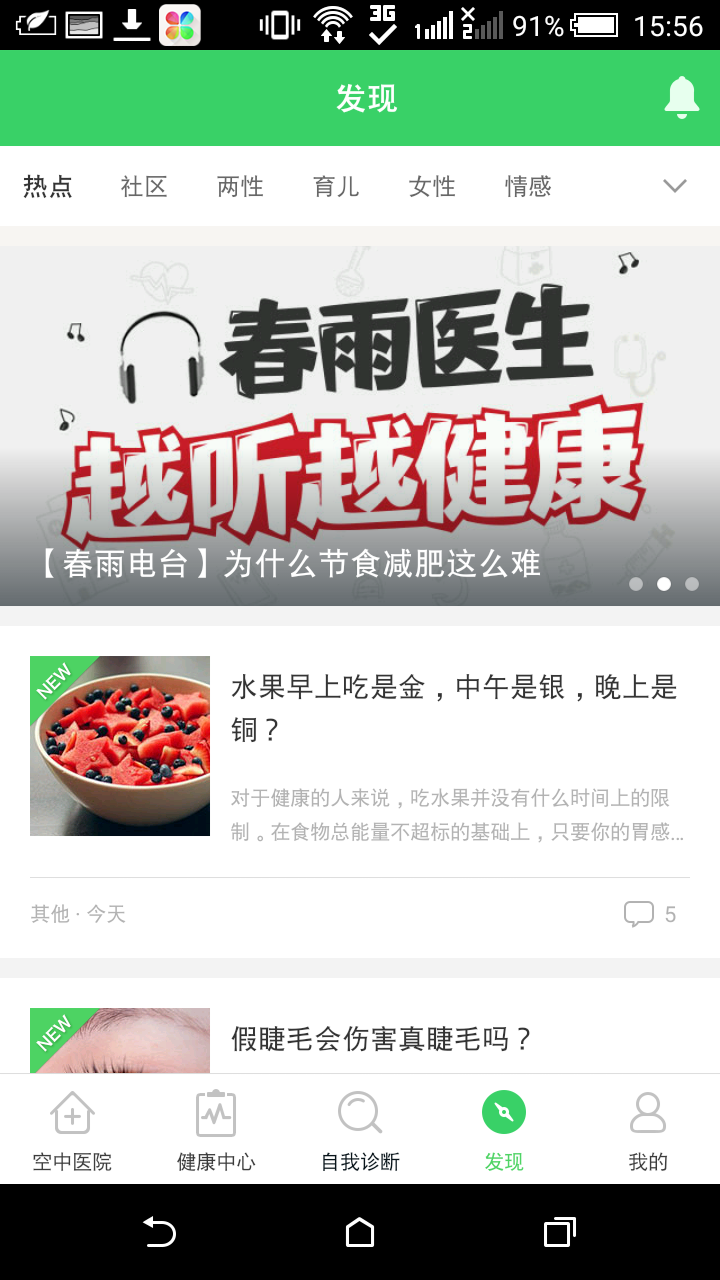 3G
1
2
91%
15:56
发现
热点 社区 两性 育儿 女性 情感
春雨医生
越听越健康
【春雨电台】为什么节食减肥这么难
NEW
水果早上吃是金，中午是银，晚上是
铜？
对于健康的人来说，吃水果并没有什么时间上的限
制。在食物总能量不超标的基础上，只要你的胃感...
其他 · 今天
5
NEW
假睫毛会伤害真睫毛吗？
空中医院 健康中心 自我诊断 发现 我的